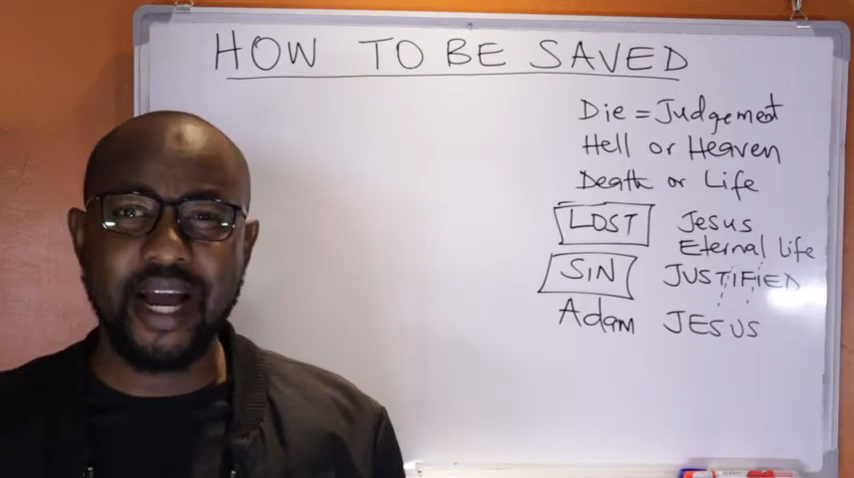 HOW TO BE SAVED
Die = Judgement
Hell or Heaven
Death or Life
LOST Jesus
Eternal Life
SIN JUSTIFIED
Adam JESUS